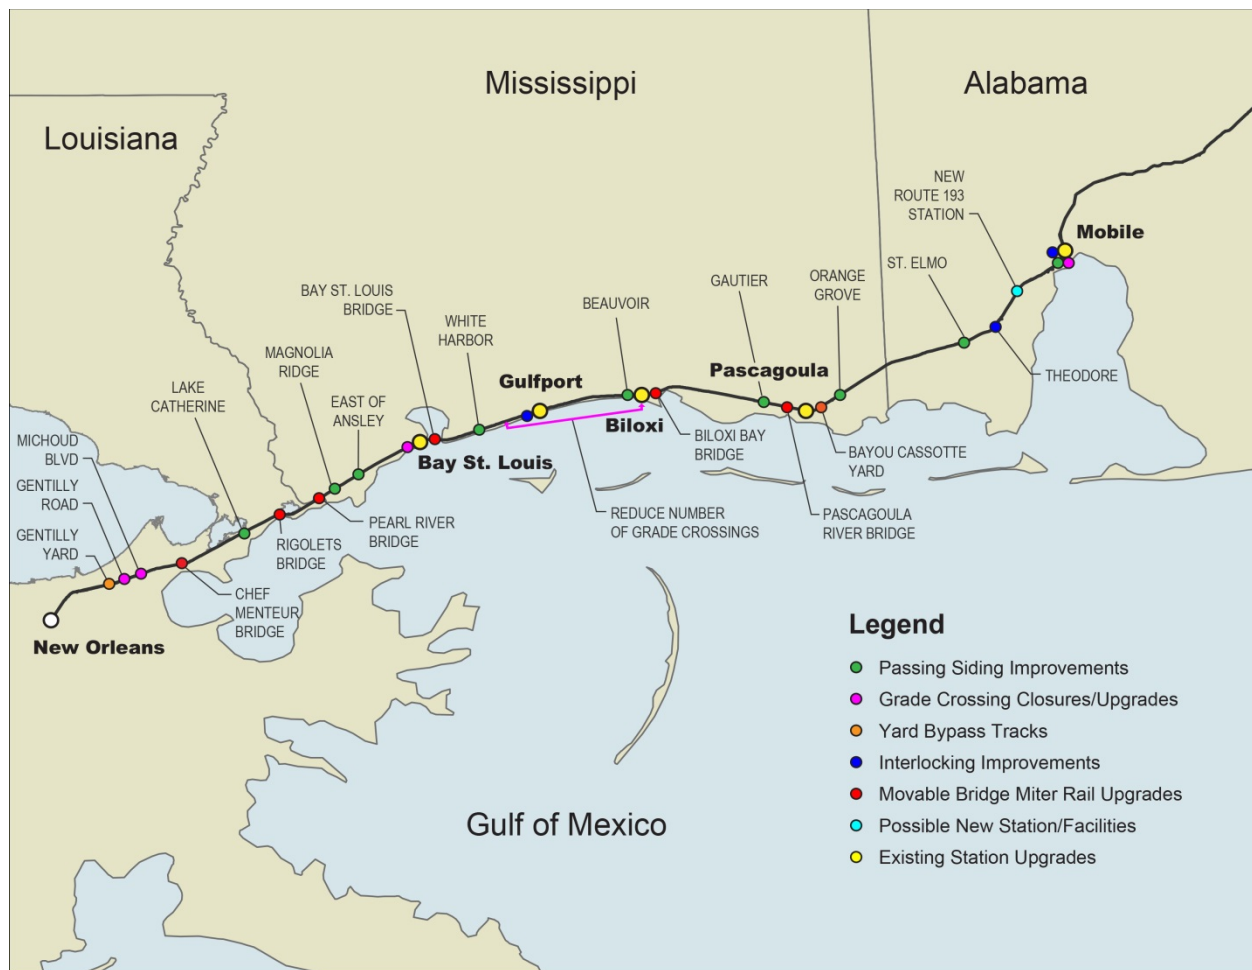 Mississippi
Alabama
Louisiana
NEW
ROUTE 193
STATION
Mobile
ST. ELMO
ORANGE
GROVE
GAUTIER
BEAUVOIR
BAY ST. LOUIS
BRIDGE
WHITE
HARBOR
MAGNOLIA
RIDGE
LAKE
CATHERINE
EAST OF
ANSLEY
Gulfport
Pascagoula
THEODORE
MICHOUD
BLVD
GENTILLY
ROAD
GENTILLY
YARD
Bay St. Louis
Biloxi
BILOXI BAY
BRIDGE
BAYOU CASSOTTE
YARD
PASCAGOULA
RIVER BRIDGE
REDUCE NUMBER
OF GRADE CROSSINGS
PEARL RIVER
BRIDGE
RIGOLETS
BRIDGE
CHEF
MENTEUR
BRIDGE
New Orleans
Gulf of Mexico
Legend
Passing Siding Improvements
Grade Crossing Closures/Upgrades
Yard Bypass Tracks
Interlocking Improvements
Movable Bridge Miter Rail Upgrades
Possible New Station/Facilities
Existing Station Upgrades